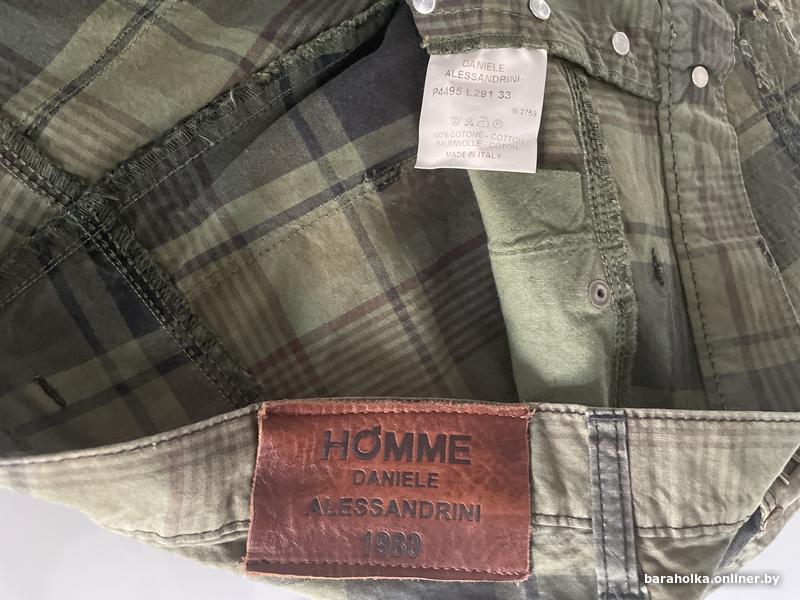 DANIELE
ALESSANDRINI
P4495 L291 33
N.2759
100% COTONE - COTTON
BAUMWOLLE - COTON
MADE IN ITALY
HOMME
DANIELE
ALESSANDRINI
1980
baraholka.onliner.by